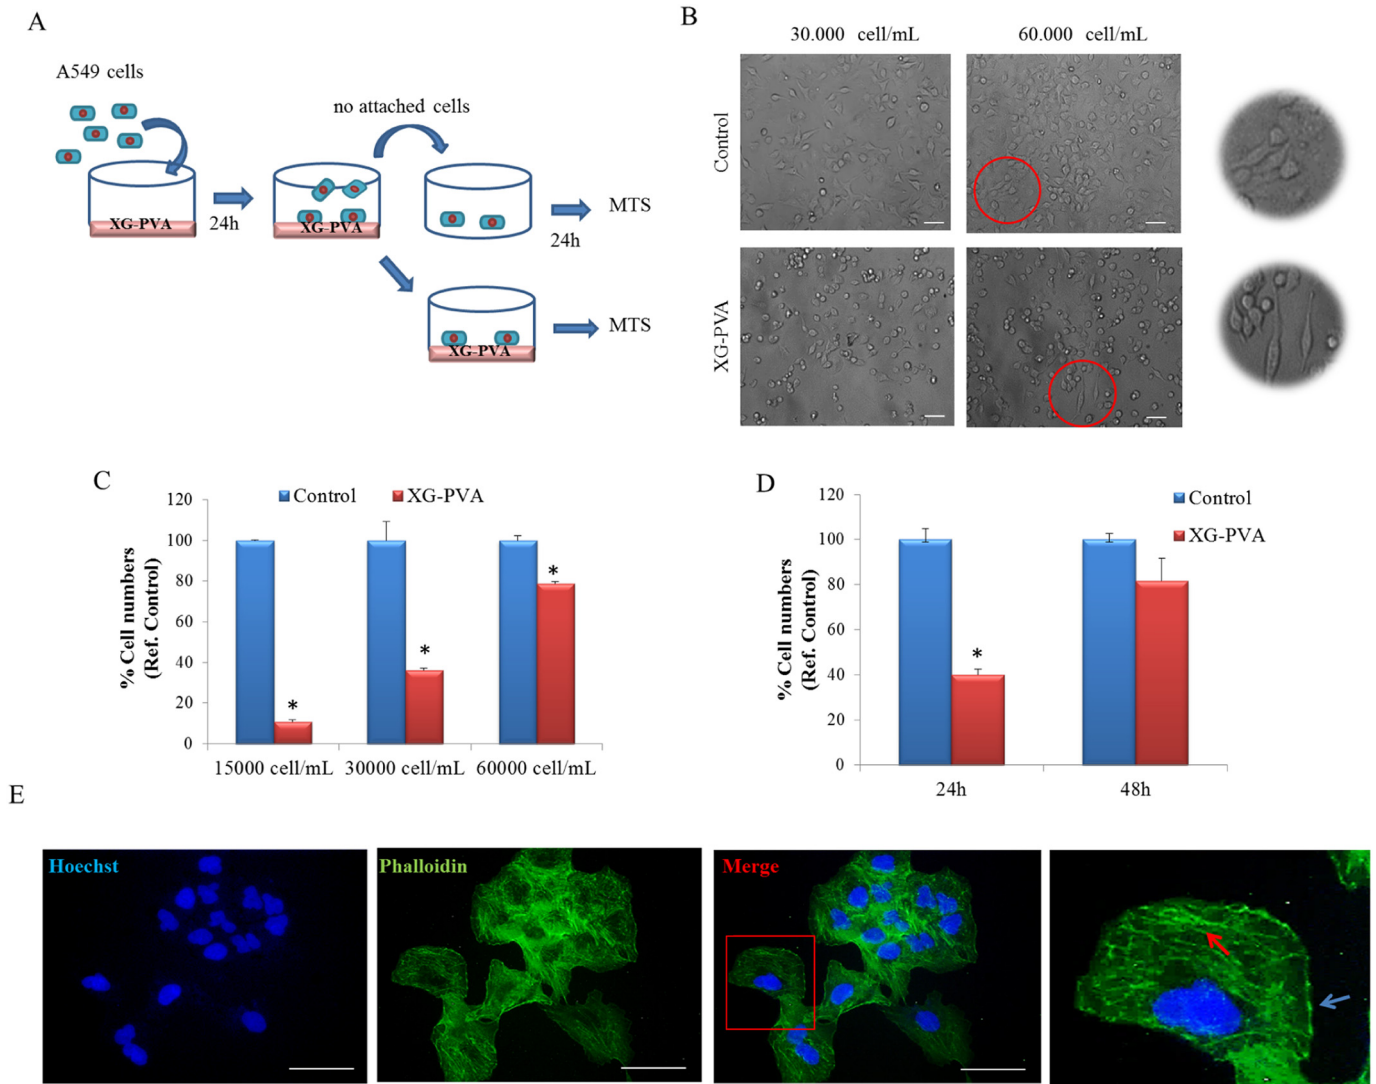 A
A549 cells
no attached cells
XG-PVA
24h
XG-PVA
24h
MTS
XG-PVA
MTS
B
30.000 cell/mL
60.000 cell/mL
Control
XG-PVA
C
Control
XG-PVA
% Cell numbers
(Ref. Control)
120
100
80
60
40
20
0
*
*
*
15000 cell/mL
30000 cell/mL
60000 cell/mL
D
Control
XG-PVA
% Cell numbers
(Ref. Control)
120
100
80
60
40
20
0
*
24h
48h
E
Hoechst
Phalloidin
Merge